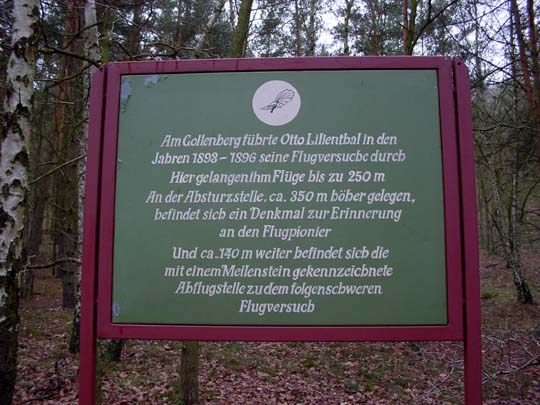 Am Gollenberg führte Otto Lilienthal in den
Jahren 1893 - 1896 seine Flugversuche durch
Hier gelangen ihm Flüge bis zu 250 m
An der Absturzstelle, ca. 350 m höher gelegen,
befindet sich ein Denkmal zur Erinnerung
an den Flugpionier
Und ca. 140 m weiter befindet sich die
mit einem Meilenstein gekennzeichnete
Abflugstelle zu dem folgenschweren
Flugversuch